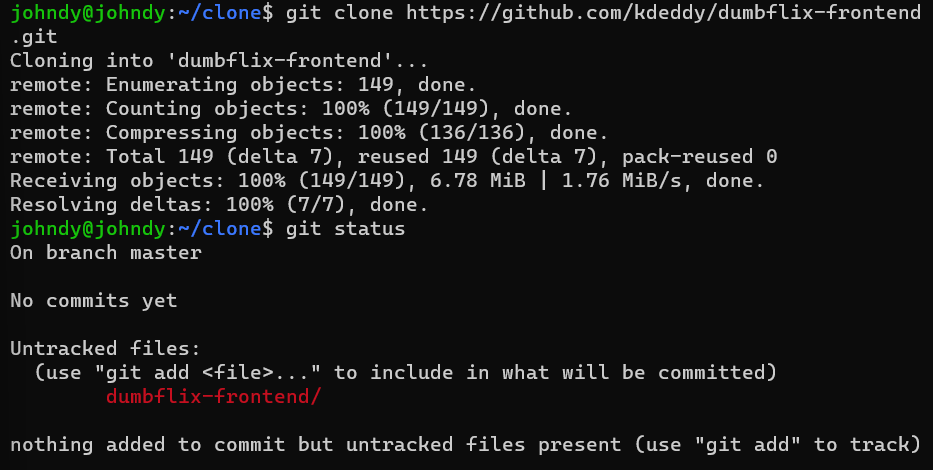 johndy@johndy:~/clone$ git clone https://github.com/kdeddy/dumbflix-frontend
.git
Cloning into 'dumbflix-frontend'...
remote: Enumerating objects: 149, done.
remote: Counting objects: 100% (149/149), done.
remote: Compressing objects: 100% (136/136), done.
remote: Total 149 (delta 7), reused 149 (delta 7), pack-reused 0
Receiving objects: 100% (149/149), 6.78 MiB | 1.76 MiB/s, done.
Resolving deltas: 100% (7/7), done.
johndy@johndy:~/clone$ git status
On branch master
No commits yet
Untracked files:
  (use "git add <file>..." to include in what will be committed)
        dumbflix-frontend/
nothing added to commit but untracked files present (use "git add" to track)